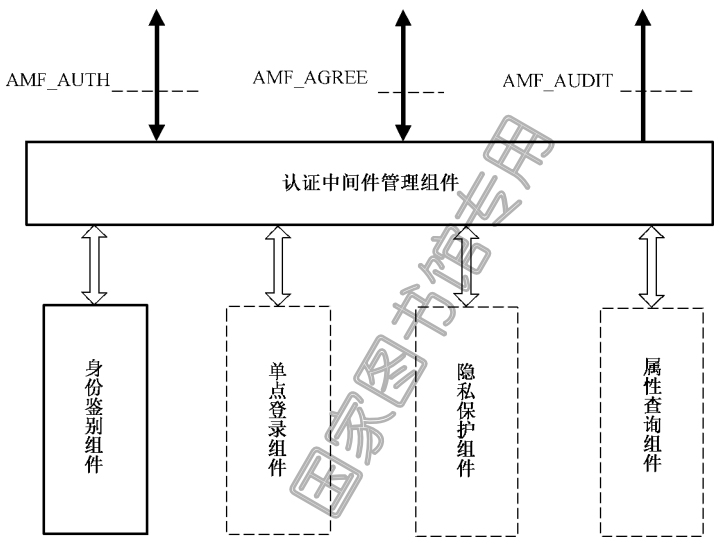 AMF_AUTH
AMF_AGREE
AMF_AUDIT
认证中间件管理组件
身份鉴别组件
单点登录组件
隐私保护组件
属性查询组件
国家图书馆专用